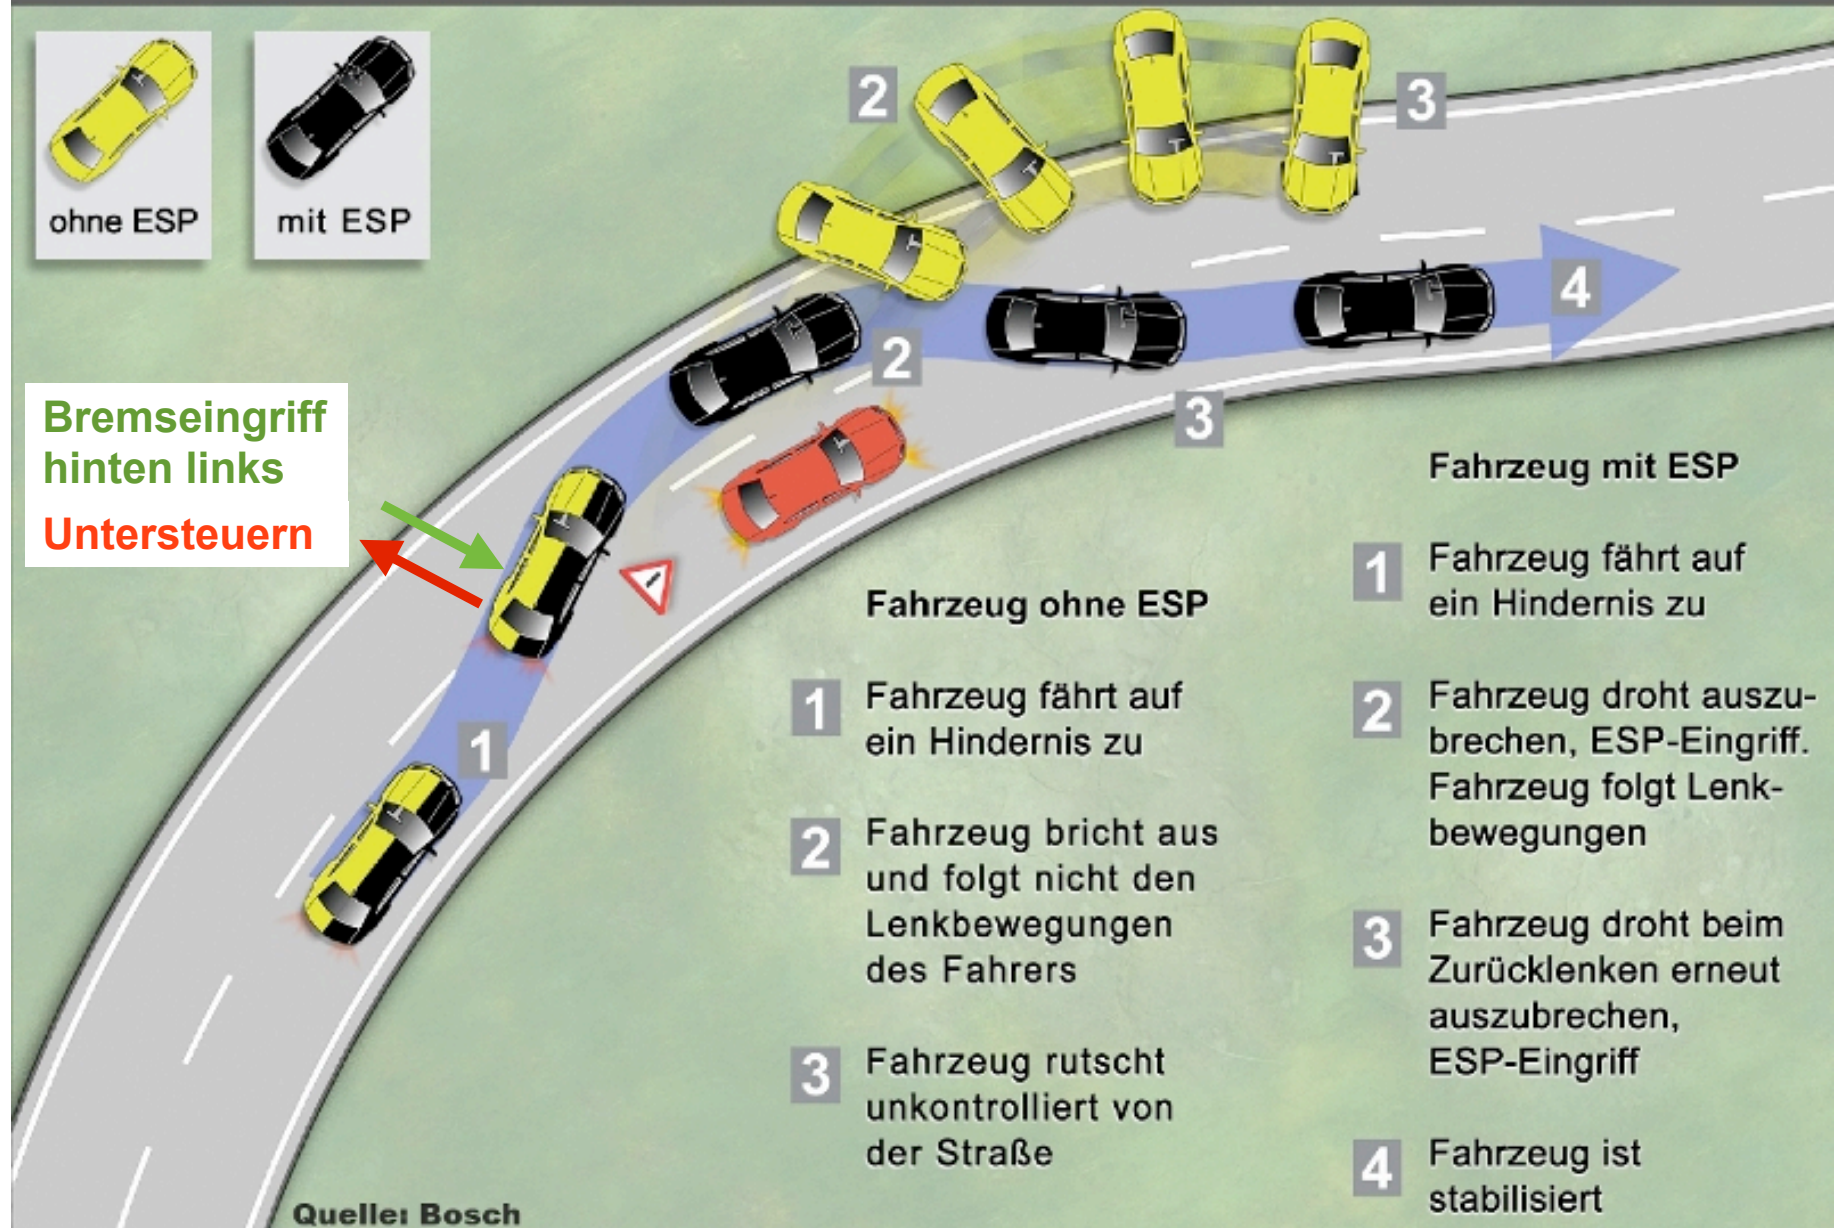 ohne ESP
mit ESP
2
3
4
2
3
1
Bremseingriff
hinten links
Untersteuern
Fahrzeug ohne ESP
1 Fahrzeug fährt auf
ein Hindernis zu
2 Fahrzeug bricht aus
und folgt nicht den
Lenkbewegungen
des Fahrers
3 Fahrzeug rutscht
unkontrolliert von
der Straße
Fahrzeug mit ESP
1 Fahrzeug fährt auf
ein Hindernis zu
2 Fahrzeug droht auszu-
brechen, ESP-Eingriff.
Fahrzeug folgt Lenk-
bewegungen
3 Fahrzeug droht beim
Zurücklenken erneut
auszubrechen,
ESP-Eingriff
4 Fahrzeug ist
stabilisiert
Quelle: Bosch